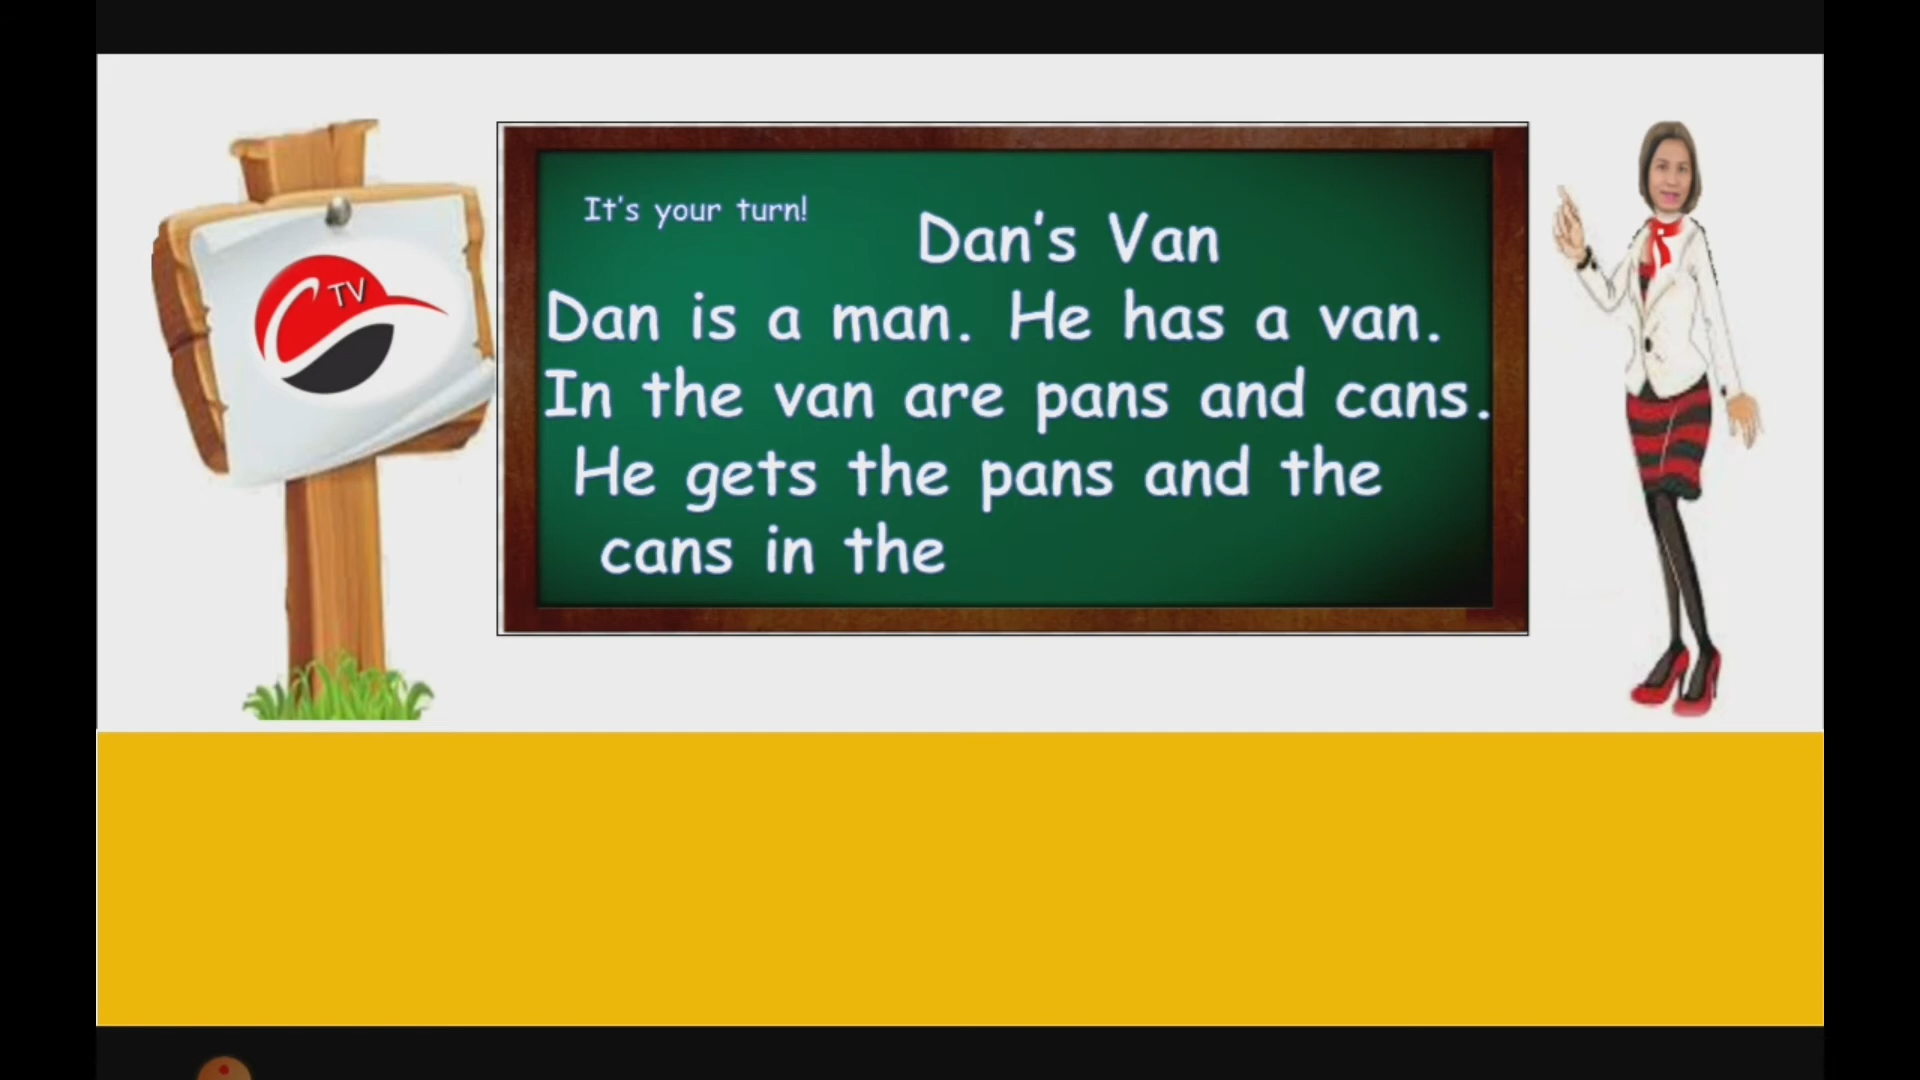 TV
It's your turn!
Dan's Van
Dan is a man. He has a van.
In the van are pans and cans.
He gets the pans and the
cans in the